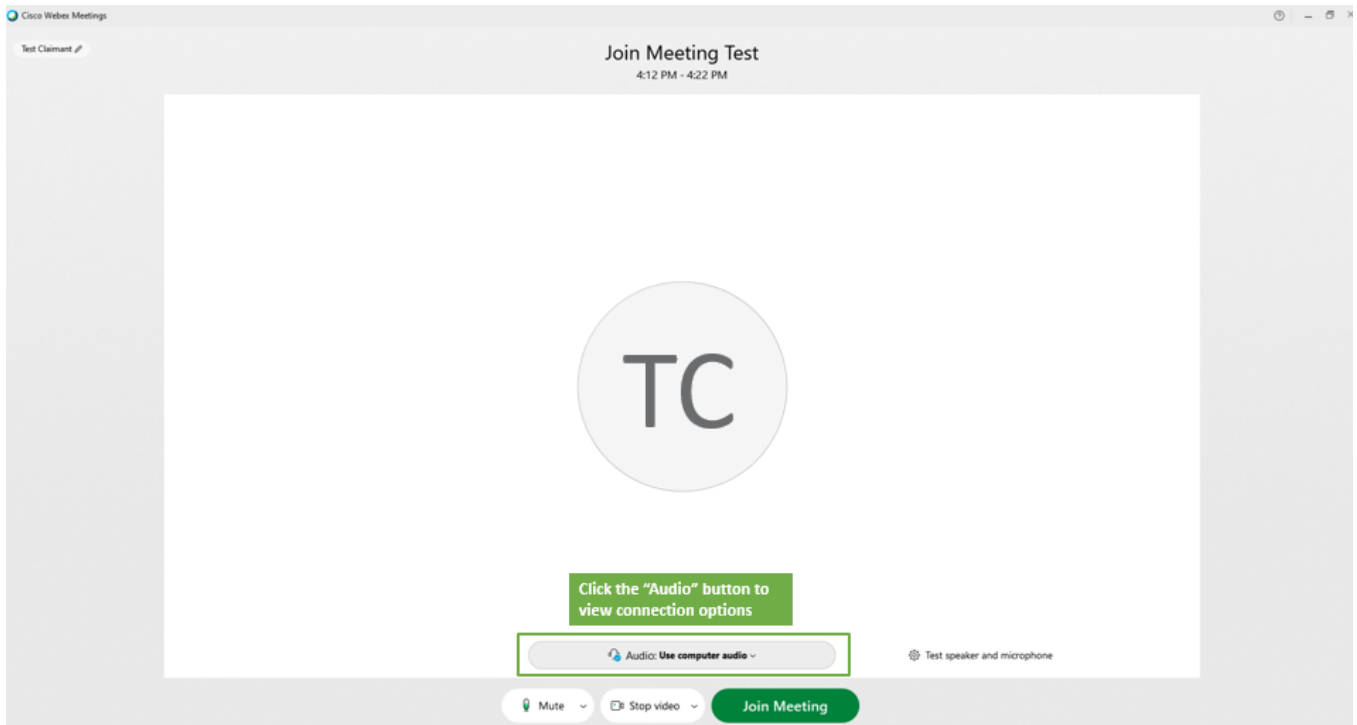 Cisco Webex Meetings
Test Claimant
Join Meeting Test
4:12 PM - 4:22 PM
TC
Click the “Audio” button to
view connection options
Audio: Use computer audio
Test speaker and microphone
Mute
Stop video
Join Meeting